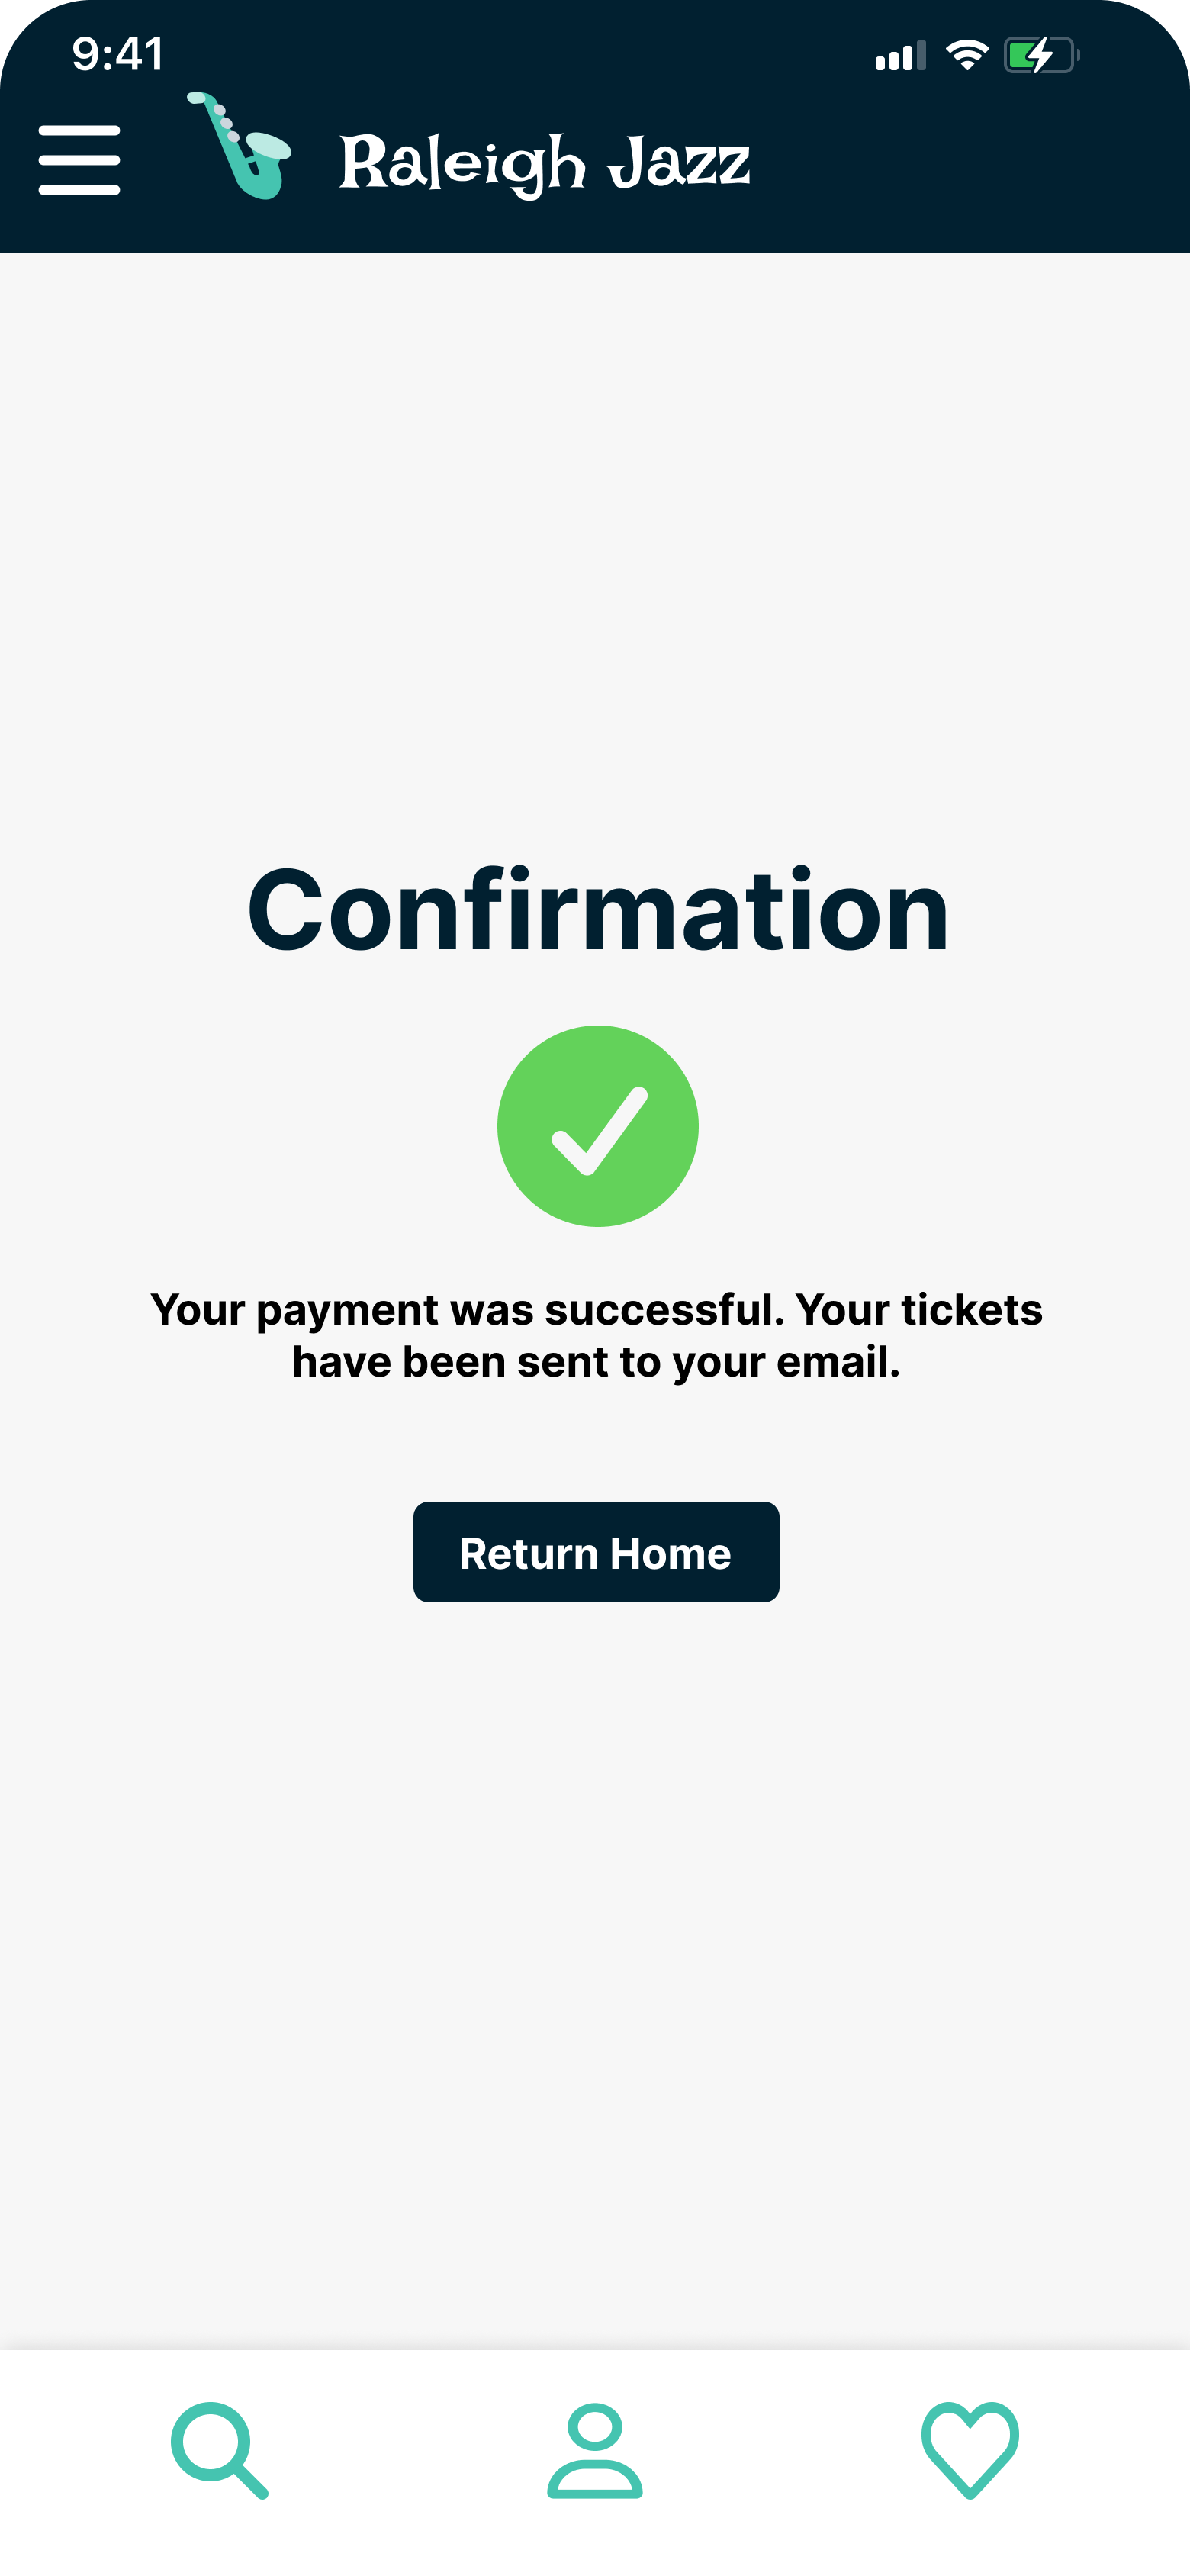 9:41
Raleigh Jazz
Confirmation
Your payment was successful. Your tickets
have been sent to your email.
Return Home